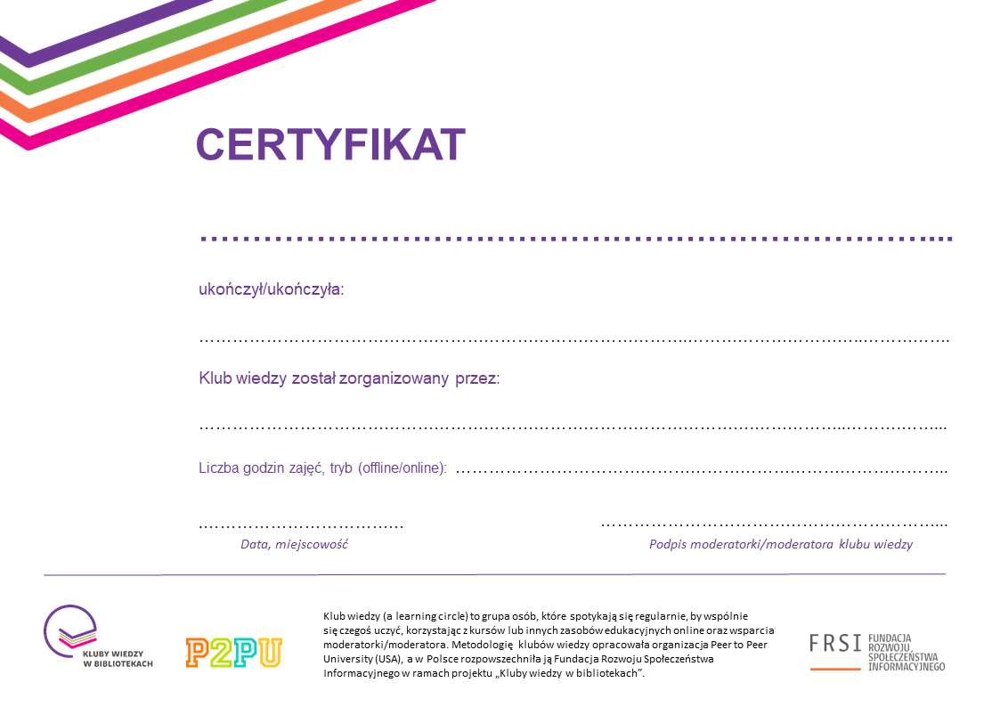 CERTYFIKAT
……………………………………………………………………
ukończył/ukończyła:
……………………………………………………………………………………………………………………
Klub wiedzy został zorganizowany przez:
……………………………………………………………………………………………………………………
Liczba godzin zajęć, tryb (offline/online): ……………………………………………………………………………..
……………………………… ……………………………………………………...
Data, miejscowość Podpis moderatorki/moderatora klubu wiedzy
KLUBY WIEDZY
W BIBLIOTEKACH
P2PU
Klub wiedzy (a learning circle) to grupa osób, które spotykają się regularnie, by wspólnie
się czegoś uczyć, korzystając z kursów lub innych zasobów edukacyjnych online oraz wsparcia
moderatorki/moderatora. Metodologię klubów wiedzy opracowała organizacja Peer to Peer
University (USA), a w Polsce rozpowszechniła ją Fundacja Rozwoju Społeczeństwa
Informacyjnego w ramach projektu „Kluby wiedzy w bibliotekach”.
FRSI
FUNDACJA
ROZWOJU
SPOŁECZEŃSTWA
INFORMACYJNEGO